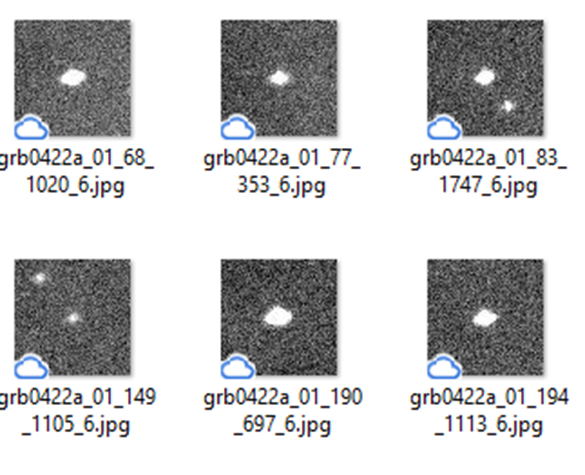 grb0422a_01_68_
1020_6.jpg
grb0422a_01_77_
353_6.jpg
grb0422a_01_83_
1747_6.jpg
grb0422a_01_149
_1105_6.jpg
grb0422a_01_190
_697_6.jpg
grb0422a_01_194
_1113_6.jpg